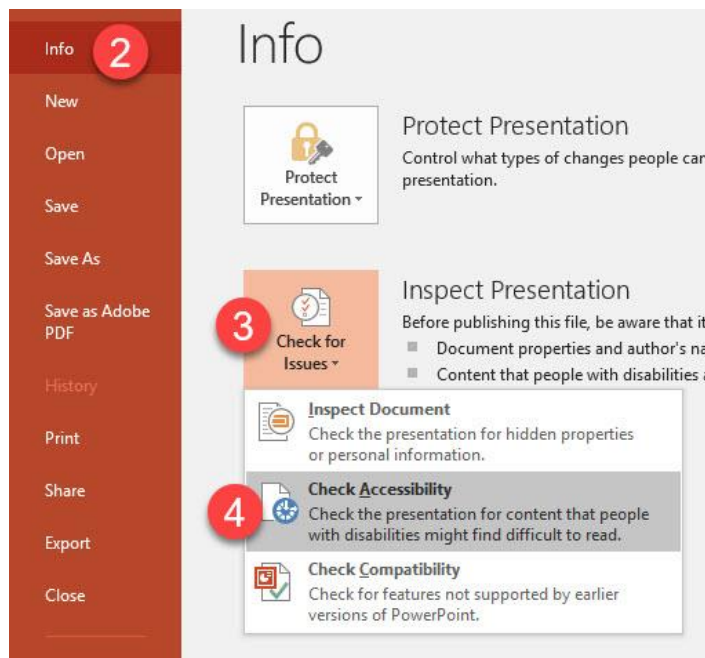 Info
2
New
Open
Save
Save As
Save as Adobe
PDF
History
Print
Share
Export
Close
Info
Protect
Presentation
Protect Presentation
Control what types of changes people can
presentation.
3
Check for
Issues
Inspect Presentation
Before publishing this file, be aware that it
Document properties and author's na
Content that people with disabilities a
Inspect Document
Check the presentation for hidden properties
or personal information.
4
Check Accessibility
Check the presentation for content that people
with disabilities might find difficult to read.
Check Compatibility
Check for features not supported by earlier
versions of PowerPoint.